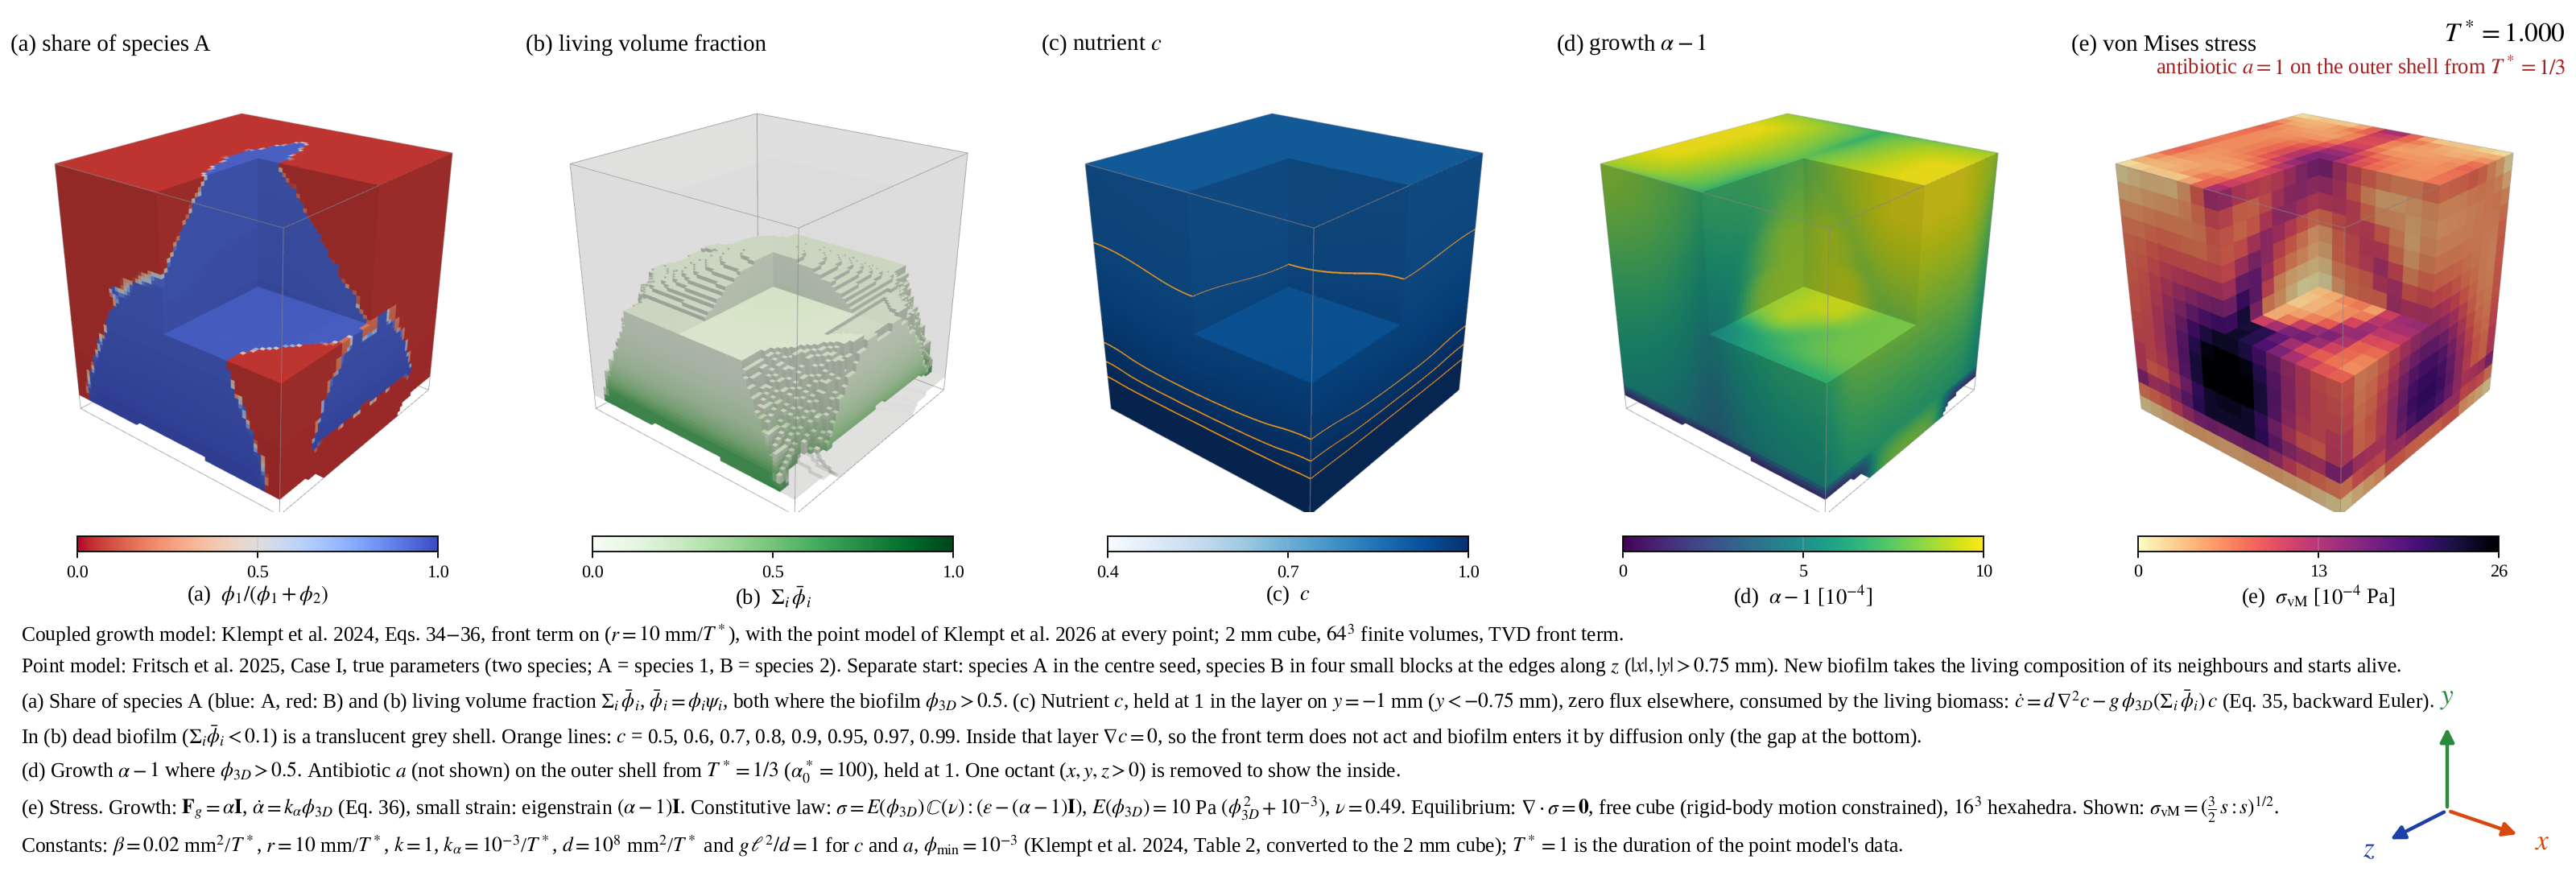 (a) share of species A
(b) living volume fraction
(c) nutrient c
(d) growth α − 1
(e) von Mises stress
T* = 1.000
antibiotic a = 1 on the outer shell from T* = 1/3
0.0 0.5 1.0
(a) ϕ₁/(ϕ₁ + ϕ₂)
0.0 0.5 1.0
(b) Σᵢ ϕ̄ᵢ
0.4 0.7 1.0
(c) c
0 5 10
(d) α − 1 [10⁻⁴]
0 13 26
(e) σvM [10⁻⁴ Pa]
Coupled growth model: Klempt et al. 2024, Eqs. 34−36, front term on (r = 10 mm/T*), with the point model of Klempt et al. 2026 at every point; 2 mm cube, 64³ finite volumes, TVD front term.
Point model: Fritsch et al. 2025, Case I, true parameters (two species; A = species 1, B = species 2). Separate start: species A in the centre seed, species B in four small blocks at the edges along z (|x|, |y| > 0.75 mm). New biofilm takes the living composition of its neighbours and starts alive.
(a) Share of species A (blue: A, red: B) and (b) living volume fraction Σᵢ ϕ̄ᵢ, ϕ̄ᵢ = ϕᵢψᵢ, both where the biofilm ϕ3D > 0.5. (c) Nutrient c, held at 1 in the layer on y = −1 mm (y < −0.75 mm), zero flux elsewhere, consumed by the living biomass: ċ = d ∇²c − g ϕ3D(Σᵢ ϕ̄ᵢ) c (Eq. 35, backward Euler).
In (b) dead biofilm (Σᵢϕ̄ᵢ < 0.1) is a translucent grey shell. Orange lines: c = 0.5, 0.6, 0.7, 0.8, 0.9, 0.95, 0.97, 0.99. Inside that layer ∇c = 0, so the front term does not act and biofilm enters it by diffusion only (the gap at the bottom).
(d) Growth α − 1 where ϕ3D > 0.5. Antibiotic a (not shown) on the outer shell from T* = 1/3 (α₀* = 100), held at 1. One octant (x, y, z > 0) is removed to show the inside.
(e) Stress. Growth: F_g = αI, α̇ = kαϕ3D (Eq. 36), small strain: eigenstrain (α − 1)I. Constitutive law: σ = E(ϕ3D) ℂ(ν) : (ε − (α − 1)I), E(ϕ3D) = 10 Pa (ϕ²3D + 10⁻³), ν = 0.49. Equilibrium: ∇ · σ = 0, free cube (rigid-body motion constrained), 16³ hexahedra. Shown: σvM = (3/2 s : s)^1/2.
Constants: β = 0.02 mm²/T*, r = 10 mm/T*, k = 1, kα = 10⁻³/T*, d = 10⁸ mm²/T* and gℓ²/d = 1 for c and a, ϕmin = 10⁻³ (Klempt et al. 2024, Table 2, converted to the 2 mm cube); T* = 1 is the duration of the point model's data.
y
z
x